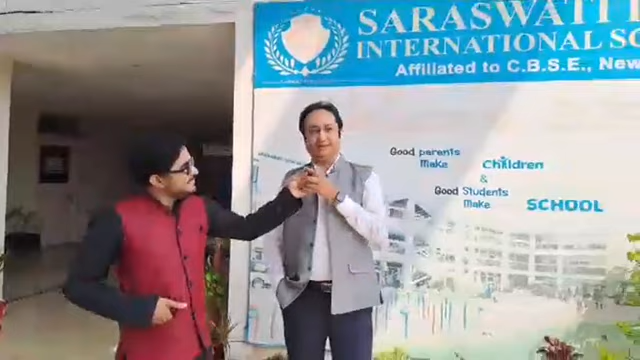 SARASWATI
INTERNATIONAL SC
Affiliated to C.B.S.E., New
Good parents
Make Children
&
Good Students
Make SCHOOL